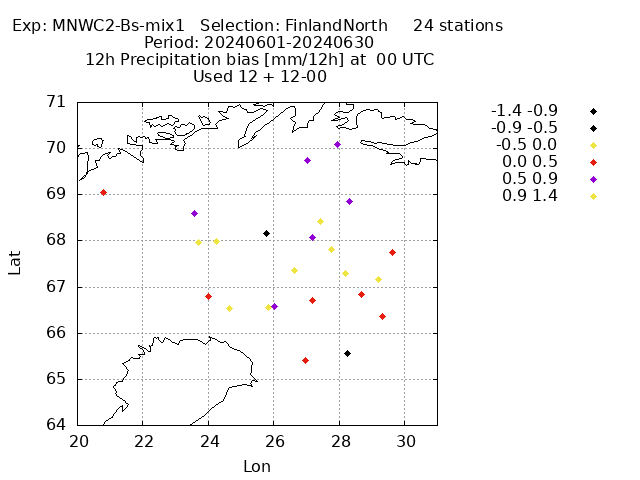 Exp: MNWC2-Bs-mix1 Selection: FinlandNorth 24 stations
Period: 20240601-20240630
12h Precipitation bias [mm/12h] at 00 UTC
Used 12 + 12-00
-1.4 -0.9
-0.9 -0.5
-0.5 0.0
0.0 0.5
0.5 0.9
0.9 1.4
71
70
69
68
67
66
65
64
Lat
20 22 24 26 28 30
Lon